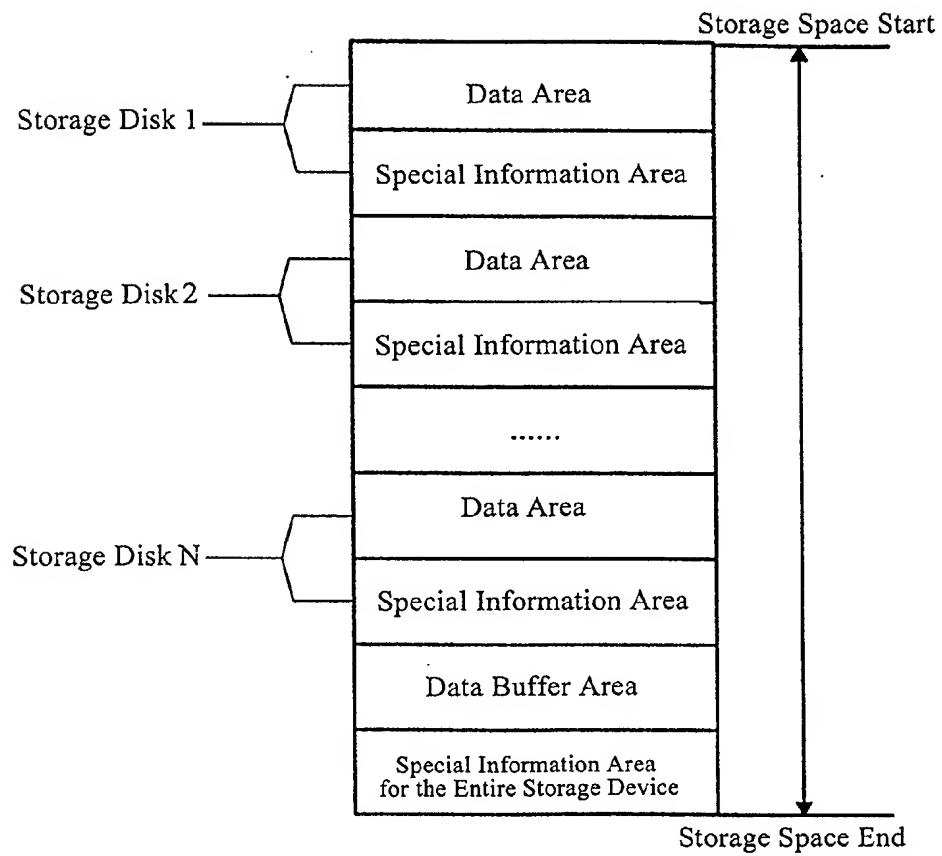 Storage Space Start
Data Area
Storage Disk 1
Special Information Area
Data Area
Storage Disk 2
Special Information Area
......
Data Area
Storage Disk N
Special Information Area
Data Buffer Area
Special Information Area
for the Entire Storage Device
Storage Space End